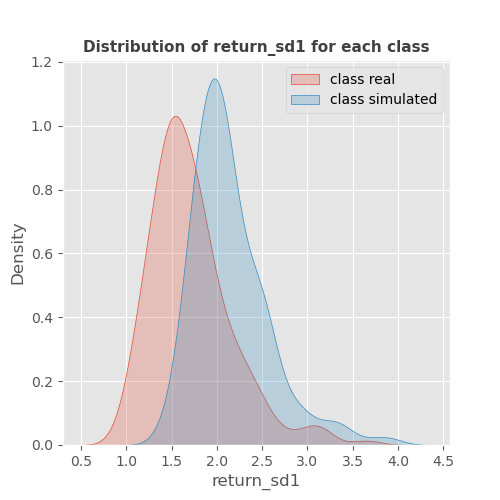 Distribution of return_sd1 for each class
class real
class simulated
Density
1.2
1.0
0.8
0.6
0.4
0.2
0.0
0.5 1.0 1.5 2.0 2.5 3.0 3.5 4.0 4.5
return_sd1